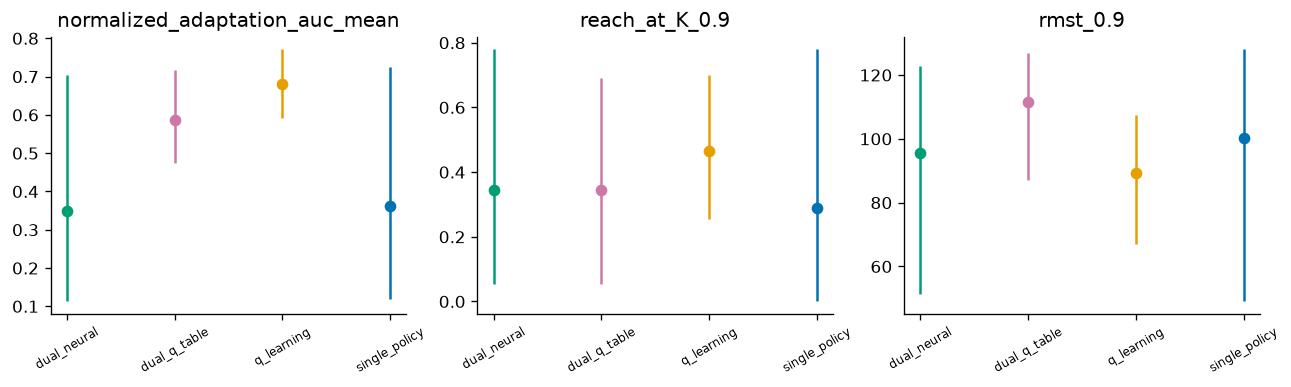 normalized_adaptation_auc_mean
0.8
0.7
0.6
0.5
0.4
0.3
0.2
0.1
dual_neural
dual_q_table
q_learning
single_policy
reach_at_K_0.9
0.8
0.6
0.4
0.2
0.0
dual_neural
dual_q_table
q_learning
single_policy
rmst_0.9
120
100
80
60
dual_neural
dual_q_table
q_learning
single_policy